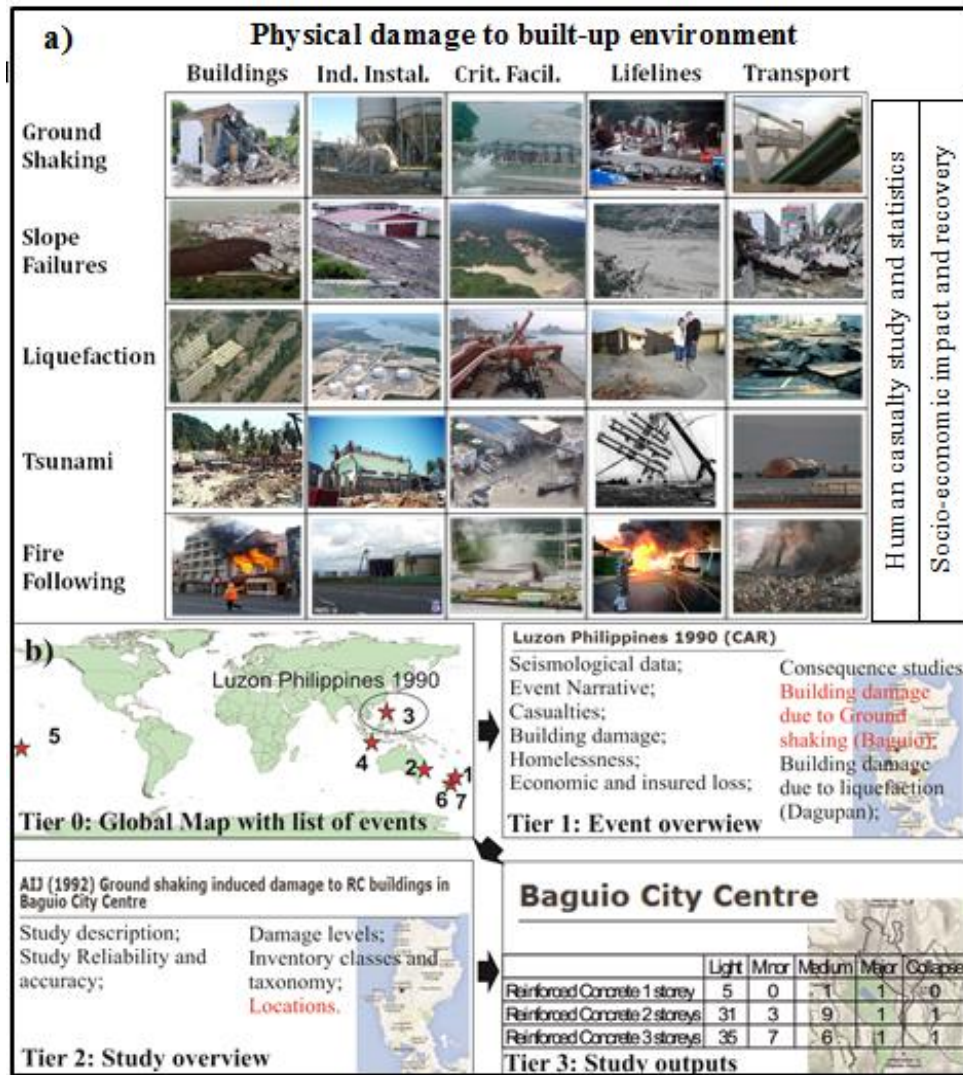 a) Physical damage to built-up environment
Buildings Ind. Instal. Crit. Facil. Lifelines Transport
Ground
Shaking
Slope
Failures
Liquefaction
Tsunami
Fire
Following
Human casualty study and statistics
Socio-economic impact and recovery
b)
Luzon Philippines 1990
3
5
4
2
1
6
7
Tier 0: Global Map with list of events
Luzon Philippines 1990 (CAR)
Seismological data;
Event Narrative;
Casualties;
Building damage;
Homelessness;
Economic and insured loss;
Consequence studies
Building damage
due to Ground
shaking (Baguio);
Building damage
due to liquefaction
(Dagupan);
Tier 1: Event overwiew
AIJ (1992) Ground shaking induced damage to RC buildings in
Baguio City Centre
Study description;
Study Reliability and
accuracy;
Damage levels;
Inventory classes and
taxonomy;
Locations.
Tier 2: Study overview
Baguio City Centre
Light Minor Medium Major Collapse
Reinforced Concrete 1 storey 5 0 1 1 0
Reinforced Concrete 2 storeys 31 3 9 1 1
Reinforced Concrete 3 storeys 35 7 6 1 1
Tier 3: Study outputs